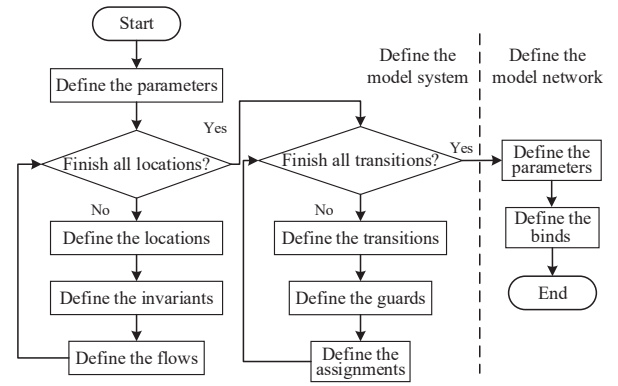 Start
Define the parameters
Yes
Finish all locations?
No
Define the locations
Define the invariants
Define the flows
Define the
model system
Finish all transitions?
Yes
No
Define the transitions
Define the guards
Define the
assignments
Define the
model network
Define the
parameters
Define the
binds
End